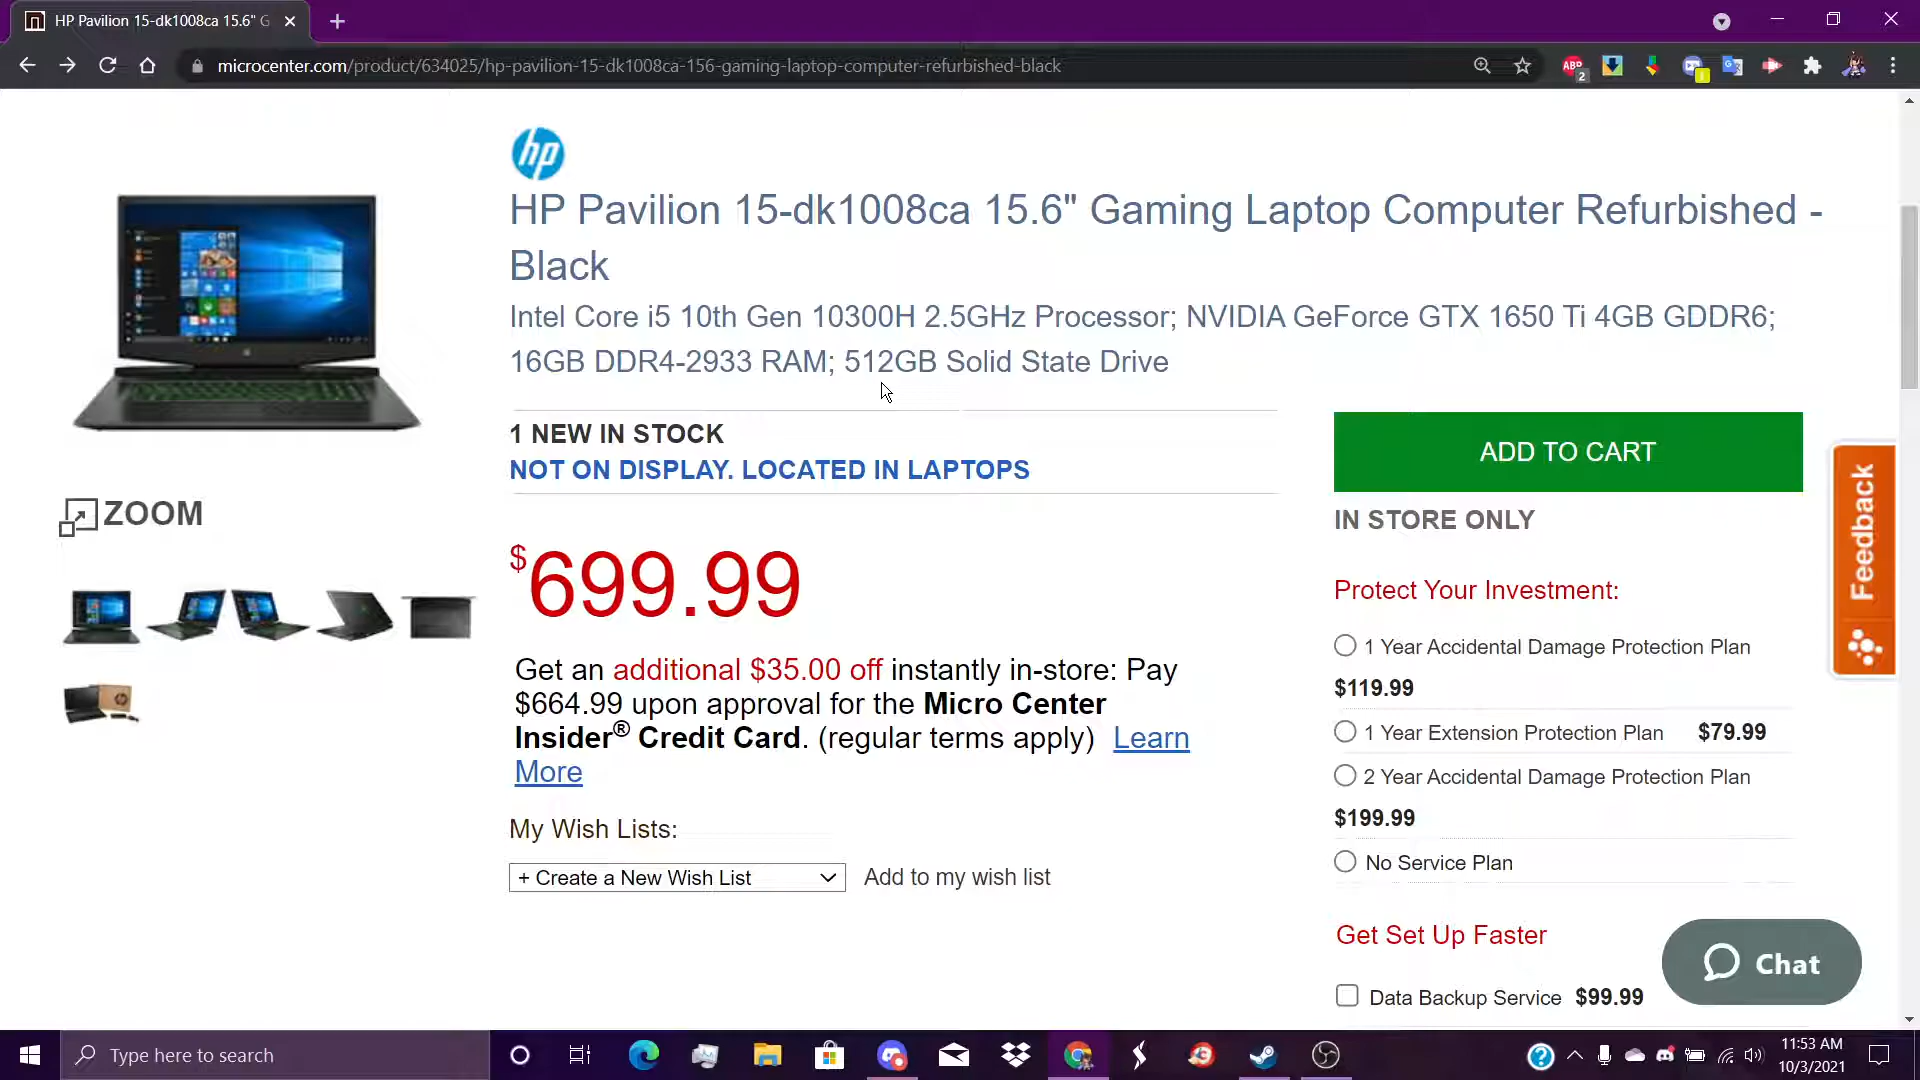 HP Pavilion 15-dk1008ca 15.6" G
microcenter.com/product/634025/hp-pavilion-15-dk1008ca-156-gaming-laptop-computer-refurbished-black
ABP
2
hp
HP Pavilion 15-dk1008ca 15.6" Gaming Laptop Computer Refurbished -
Black
Intel Core i5 10th Gen 10300H 2.5GHz Processor; NVIDIA GeForce GTX 1650 Ti 4GB GDDR6;
16GB DDR4-2933 RAM; 512GB Solid State Drive
1 NEW IN STOCK
NOT ON DISPLAY. LOCATED IN LAPTOPS
ZOOM
$699.99
Get an additional $35.00 off instantly in-store: Pay
$664.99 upon approval for the Micro Center
Insider® Credit Card. (regular terms apply) Learn
More
My Wish Lists:
+ Create a New Wish List
Add to my wish list
ADD TO CART
IN STORE ONLY
Protect Your Investment:
1 Year Accidental Damage Protection Plan
$119.99
1 Year Extension Protection Plan $79.99
2 Year Accidental Damage Protection Plan
$199.99
No Service Plan
Get Set Up Faster
Data Backup Service $99.99
Feedback
Chat
Type here to search
11:53 AM
10/3/2021